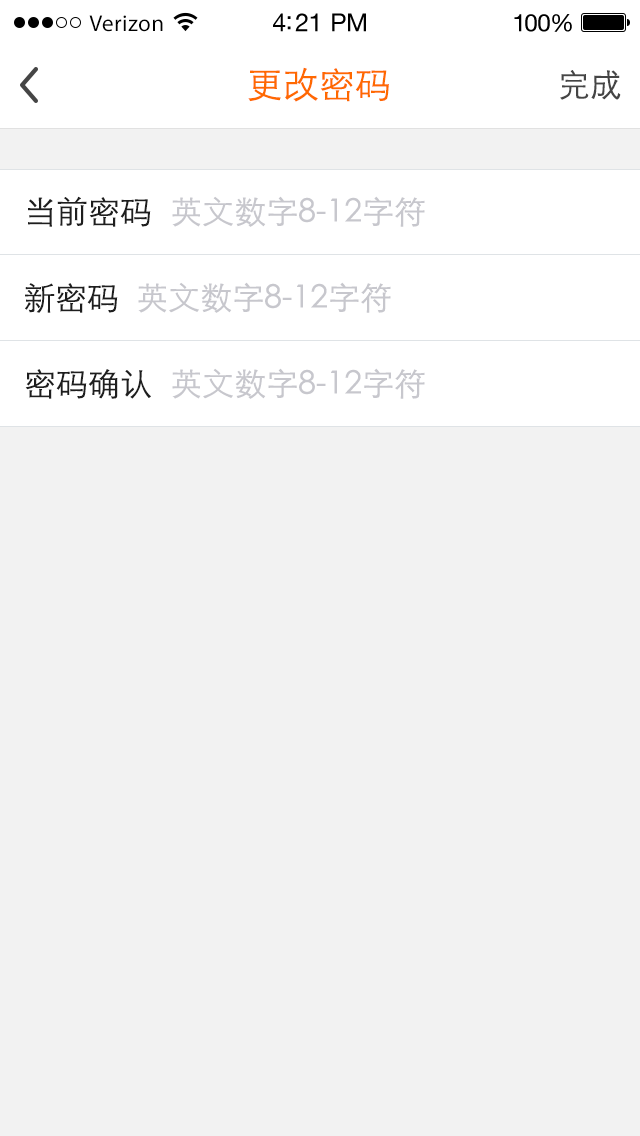 Verizon 4:21 PM 100%
更改密码 完成
当前密码 英文数字8-12字符
新密码 英文数字8-12字符
密码确认 英文数字8-12字符